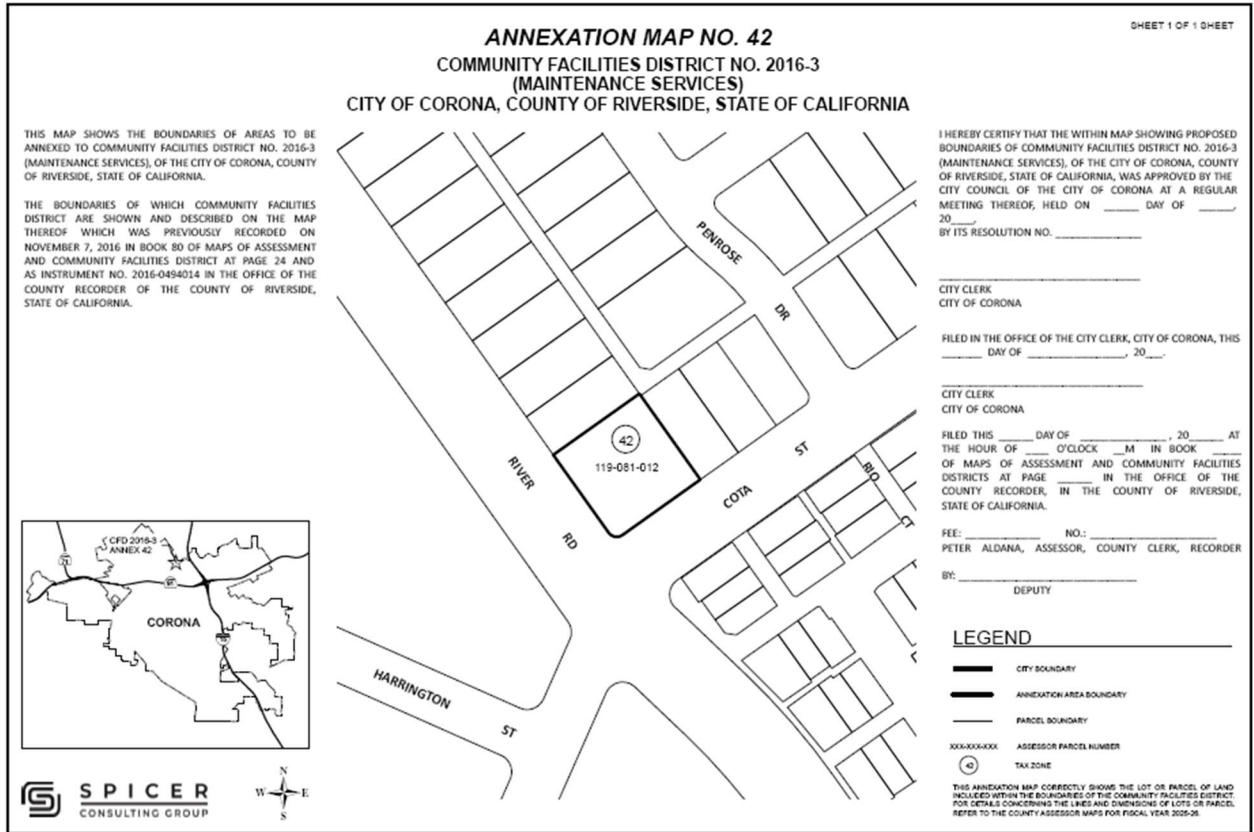 SHEET 1 OF 1 SHEET
ANNEXATION MAP NO. 42
COMMUNITY FACILITIES DISTRICT NO. 2016-3
(MAINTENANCE SERVICES)
CITY OF CORONA, COUNTY OF RIVERSIDE, STATE OF CALIFORNIA
THIS MAP SHOWS THE BOUNDARIES OF AREAS TO BE
ANNEXED TO COMMUNITY FACILITIES DISTRICT NO. 2016-3
(MAINTENANCE SERVICES), OF THE CITY OF CORONA, COUNTY
OF RIVERSIDE, STATE OF CALIFORNIA.
THE BOUNDARIES OF WHICH COMMUNITY FACILITIES
DISTRICT ARE SHOWN AND DESCRIBED ON THE MAP
THEREOF WHICH WAS PREVIOUSLY RECORDED ON
NOVEMBER 7, 2016 IN BOOK 80 OF MAPS OF ASSESSMENT
AND COMMUNITY FACILITIES DISTRICT AT PAGE 24 AND
AS INSTRUMENT NO. 2016-0494014 IN THE OFFICE OF THE
COUNTY RECORDER OF THE COUNTY OF RIVERSIDE,
STATE OF CALIFORNIA.
PENROSE
DR
42
119-081-012
RIVER
RD
COTA
ST
RIO
CT
HARRINGTON
ST
CFD 2016-3
ANNEX 42
71
91
15
CORONA
SPICER
CONSULTING GROUP
N
W E
S
I HEREBY CERTIFY THAT THE WITHIN MAP SHOWING PROPOSED
BOUNDARIES OF COMMUNITY FACILITIES DISTRICT NO. 2016-3
(MAINTENANCE SERVICES), OF THE CITY OF CORONA, COUNTY
OF RIVERSIDE, STATE OF CALIFORNIA, WAS APPROVED BY THE
CITY COUNCIL OF THE CITY OF CORONA AT A REGULAR
MEETING THEREOF, HELD ON ______ DAY OF ______,
20____,
BY ITS RESOLUTION NO. ______________
CITY CLERK
CITY OF CORONA
FILED IN THE OFFICE OF THE CITY CLERK, CITY OF CORONA, THIS
______ DAY OF ________________, 20___.
CITY CLERK
CITY OF CORONA
FILED THIS _____ DAY OF ______________, 20_____ AT
THE HOUR OF ____ O'CLOCK __M IN BOOK _____
OF MAPS OF ASSESSMENT AND COMMUNITY FACILITIES
DISTRICTS AT PAGE _____ IN THE OFFICE OF THE
COUNTY RECORDER, IN THE COUNTY OF RIVERSIDE,
STATE OF CALIFORNIA.
FEE: ____________ NO.: ____________________
PETER ALDANA, ASSESSOR, COUNTY CLERK, RECORDER
BY: ____________________________
DEPUTY
LEGEND
CITY BOUNDARY
ANNEXATION AREA BOUNDARY
PARCEL BOUNDARY
XXX-XXX-XXX ASSESSOR PARCEL NUMBER
42 TAX ZONE
THIS ANNEXATION MAP CORRECTLY SHOWS THE LOT OR PARCEL OF LAND
INCLUDED WITHIN THE BOUNDARIES OF THE COMMUNITY FACILITIES DISTRICT.
FOR DETAILS CONCERNING THE LINES AND DIMENSIONS OF LOTS OR PARCEL
REFER TO THE COUNTY ASSESSOR MAPS FOR FISCAL YEAR 2025-26.